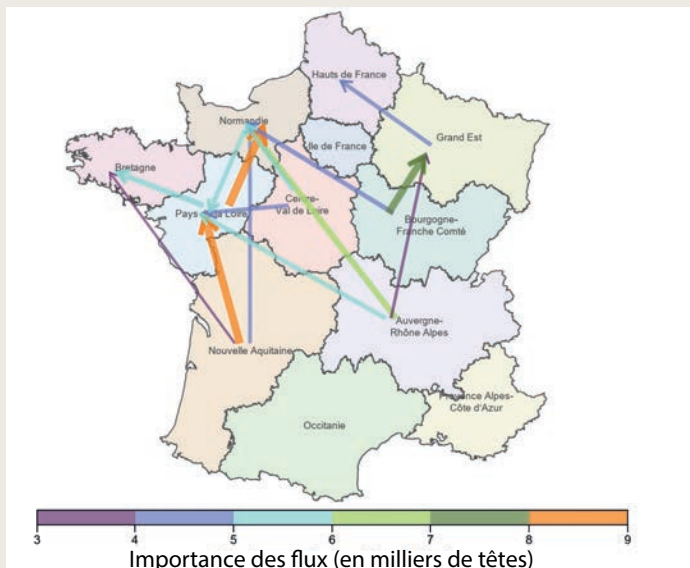 Hauts de France
Normandie
Ile de France
Grand Est
Bretagne
Centre-
Val de Loire
Pays de la Loire
Bourgogne-
Franche Comté
Auvergne-
Rhône Alpes
Nouvelle Aquitaine
Provence Alpes-
Côte d'Azur
Occitanie
3 4 5 6 7 8 9
Importance des flux (en milliers de têtes)